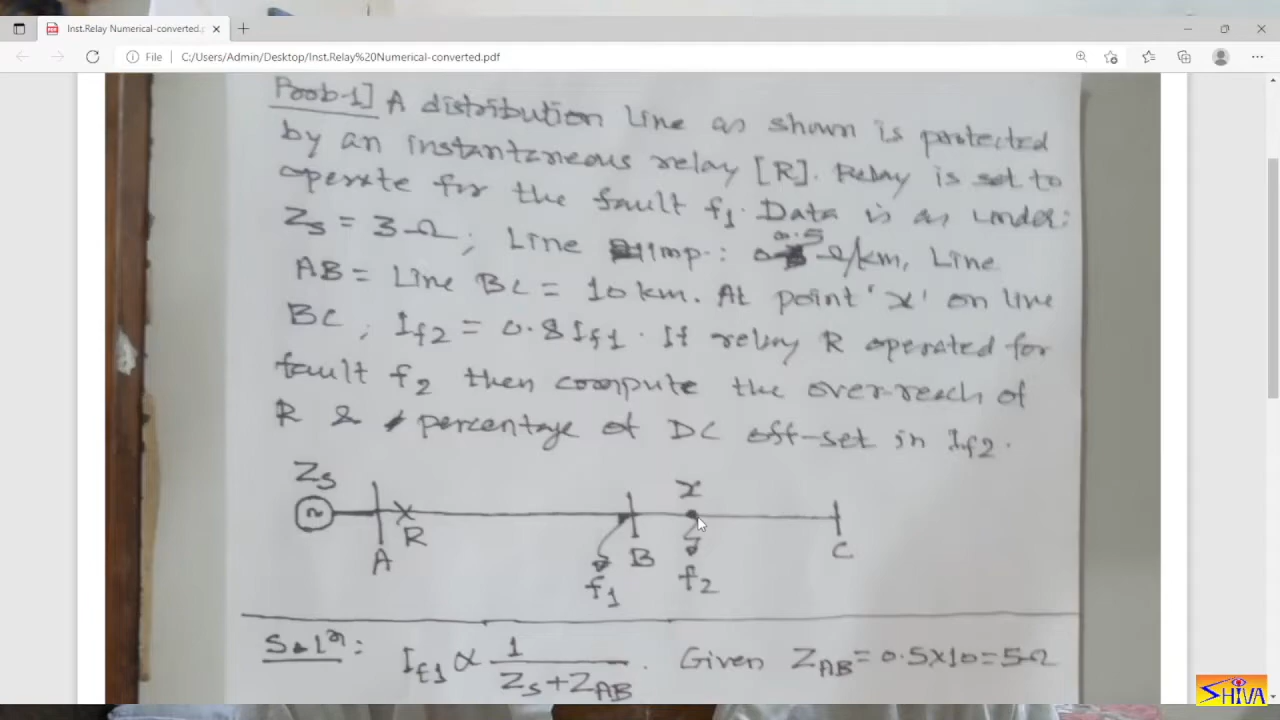 Inst.Relay Numerical-converted.p
File | C:/Users/Admin/Desktop/Inst.Relay%20Numerical-converted.pdf
Prob-1] A distribution Line as shown is protected
by an instantaneous relay [R]. Relay is set to
operate for the fault f1. Data is as under:
Zs = 3Ω; Line imp.: 0.5 Ω/km, Line
AB = Line BC = 10 km. At point 'x' on line
BC, If2 = 0.8 If1. If relay R operated for
fault f2 then compute the over-reach of
R & percentage of DC off-set in If2.
Zs
x
~
A
R
B
C
f1
f2
Soln: If1 ∝ 1/(Zs+ZAB). Given ZAB = 0.5x10=5Ω
SHIVA